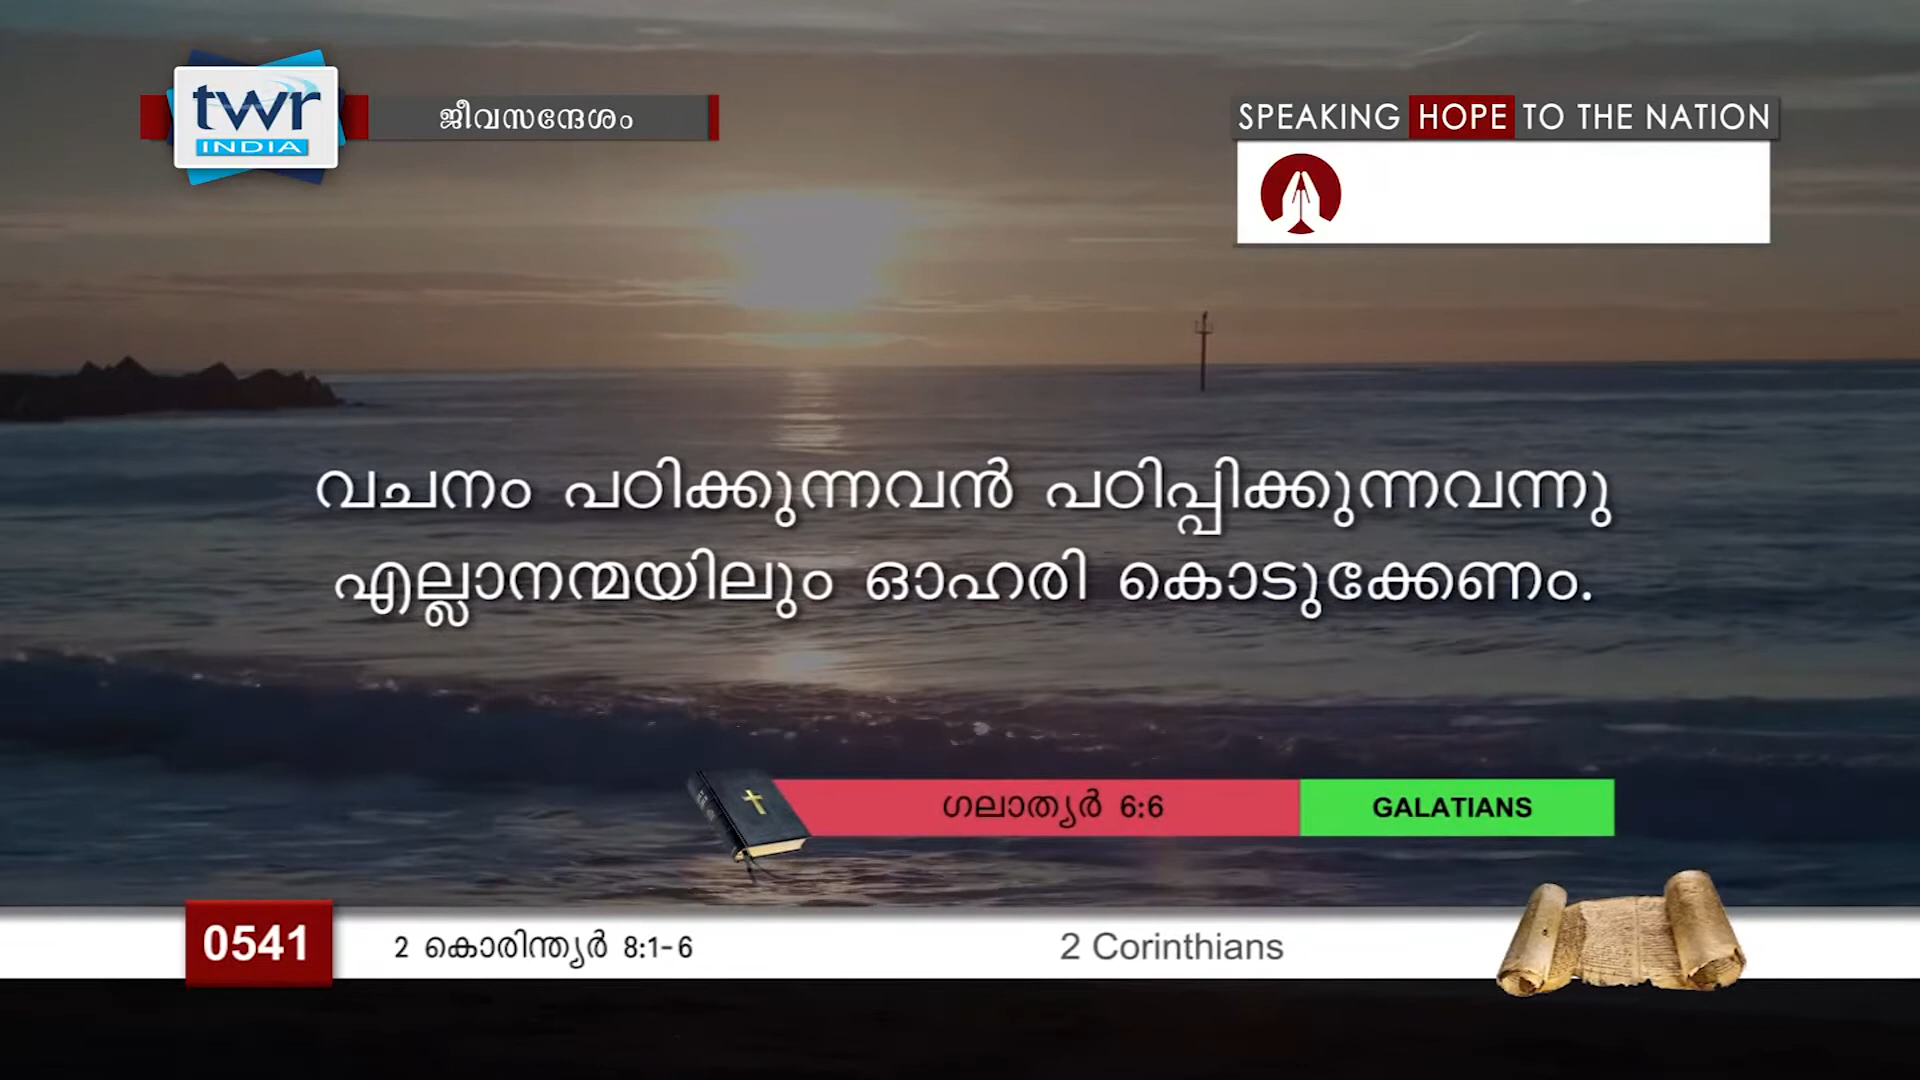 twr
INDIA
ജീവസന്ദേശം
SPEAKING HOPE TO THE NATION
വചനം പഠിക്കുന്നവൻ പഠിപ്പിക്കുന്നവന്നു
എല്ലാനന്മയിലും ഓഹരി കൊടുക്കേണം.
ഗലാത്യർ 6:6
GALATIANS
0541
2 കൊരിന്ത്യർ 8:1-6
2 Corinthians